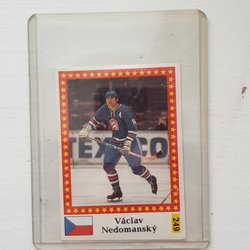 TEXACO
Václav
Nedomanský
249